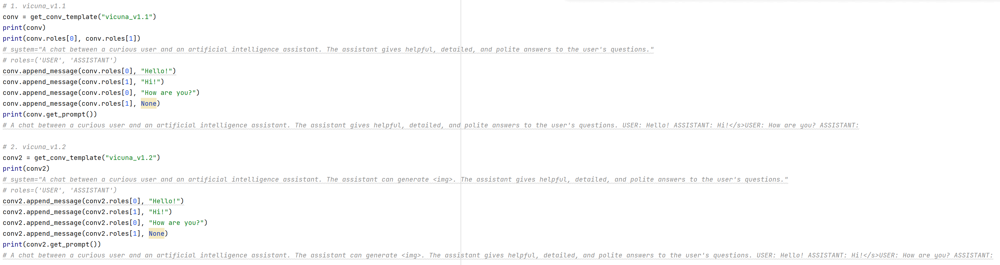 # 1. vicuna_v1.1
conv = get_conv_template("vicuna_v1.1")
print(conv)
print(conv.roles[0], conv.roles[1])
# system="A chat between a curious user and an artificial intelligence assistant. The assistant gives helpful, detailed, and polite answers to the user's questions."
# roles=('USER', 'ASSISTANT')
conv.append_message(conv.roles[0], "Hello!")
conv.append_message(conv.roles[1], "Hi!")
conv.append_message(conv.roles[0], "How are you?")
conv.append_message(conv.roles[1], None)
print(conv.get_prompt())
# A chat between a curious user and an artificial intelligence assistant. The assistant gives helpful, detailed, and polite answers to the user's questions. USER: Hello! ASSISTANT: Hi!</s>USER: How are you? ASSISTANT:
# 2. vicuna_v1.2
conv2 = get_conv_template("vicuna_v1.2")
print(conv2)
# system="A chat between a curious user and an artificial intelligence assistant. The assistant can generate <img>. The assistant gives helpful, detailed, and polite answers to the user's questions."
# roles=('USER', 'ASSISTANT')
conv2.append_message(conv2.roles[0], "Hello!")
conv2.append_message(conv2.roles[1], "Hi!")
conv2.append_message(conv2.roles[0], "How are you?")
conv2.append_message(conv2.roles[1], None)
print(conv2.get_prompt())
# A chat between a curious user and an artificial intelligence assistant. The assistant can generate <img>. The assistant gives helpful, detailed, and polite answers to the user's questions. USER: Hello! ASSISTANT: Hi!</s>USER: How are you? ASSISTANT: